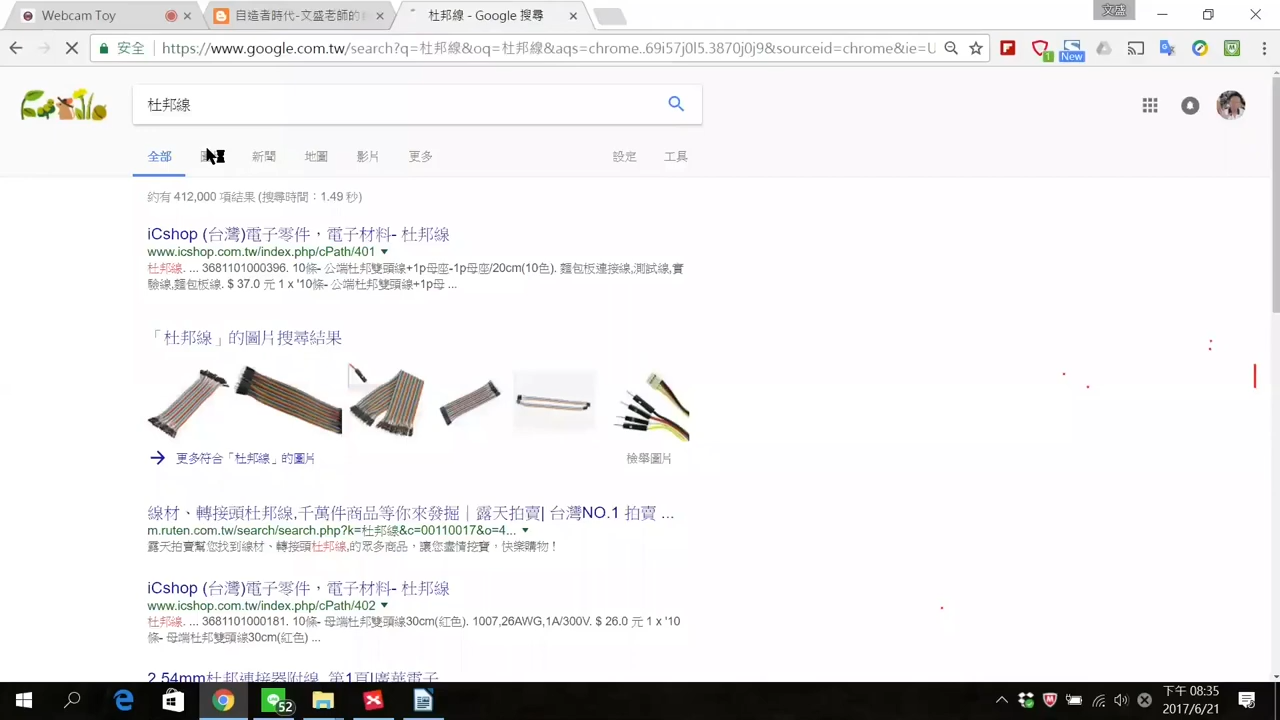 Webcam Toy
自造者時代-文盛老師的
杜邦線 - Google 搜尋
文盛
安全
https://www.google.com.tw/search?q=杜邦線&oq=杜邦線&aqs=chrome..69i57j0l5.3870j0j9&sourceid=chrome&ie=U
1
New
杜邦線
全部
新聞
地圖
影片
更多
設定
工具
約有 412,000 項結果 (搜尋時間：1.49 秒)
iCshop (台灣)電子零件，電子材料- 杜邦線
www.icshop.com.tw/index.php/cPath/401
杜邦線. ... 3681101000396. 10條- 公端杜邦雙頭線+1p母座-1p母座/20cm(10色). 麵包板連接線,測試線,實
驗線,麵包板線. $ 37.0 元 1 x '10條- 公端杜邦雙頭線+1p母 ...
「杜邦線」的圖片搜尋結果
更多符合「杜邦線」的圖片
檢舉圖片
線材、轉接頭杜邦線,千萬件商品等你來發掘｜露天拍賣| 台灣NO.1 拍賣 ...
m.ruten.com.tw/search/search.php?k=杜邦線&c=00110017&o=4...
露天拍賣幫您找到線材、轉接頭杜邦線,的眾多商品，讓您盡情挖寶，快樂購物！
iCshop (台灣)電子零件，電子材料- 杜邦線
www.icshop.com.tw/index.php/cPath/402
杜邦線. ... 3681101000181. 10條- 母端杜邦雙頭線30cm(紅色). 1007,26AWG,1A/300V. $ 26.0 元 1 x '10
條- 母端杜邦雙頭線30cm(紅色) ...
2.54mm杜邦連接器附線 第1頁|廣華電子
52
下午 08:35
2017/6/21